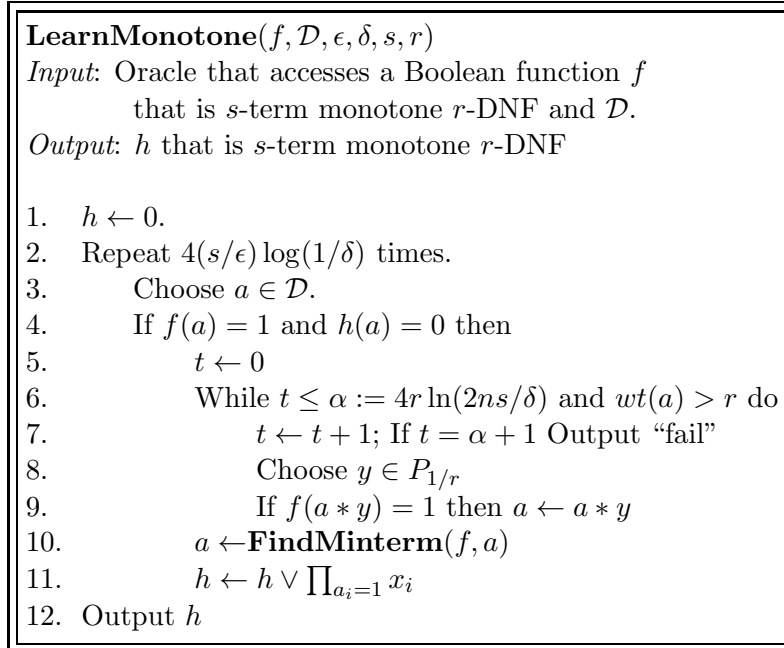 LearnMonotone(f, 𝒟, ϵ, δ, s, r)
Input: Oracle that accesses a Boolean function f
that is s-term monotone r-DNF and 𝒟.
Output: h that is s-term monotone r-DNF
1. h ← 0.
2. Repeat 4(s/ϵ) log(1/δ) times.
3. Choose a ∈ 𝒟.
4. If f(a) = 1 and h(a) = 0 then
5. t ← 0
6. While t ≤ α := 4r ln(2ns/δ) and wt(a) > r do
7. t ← t + 1; If t = α + 1 Output “fail”
8. Choose y ∈ P_{1/r}
9. If f(a ∗ y) = 1 then a ← a ∗ y
10. a ←FindMinterm(f, a)
11. h ← h ∨ ∏_{a_i=1} x_i
12. Output h